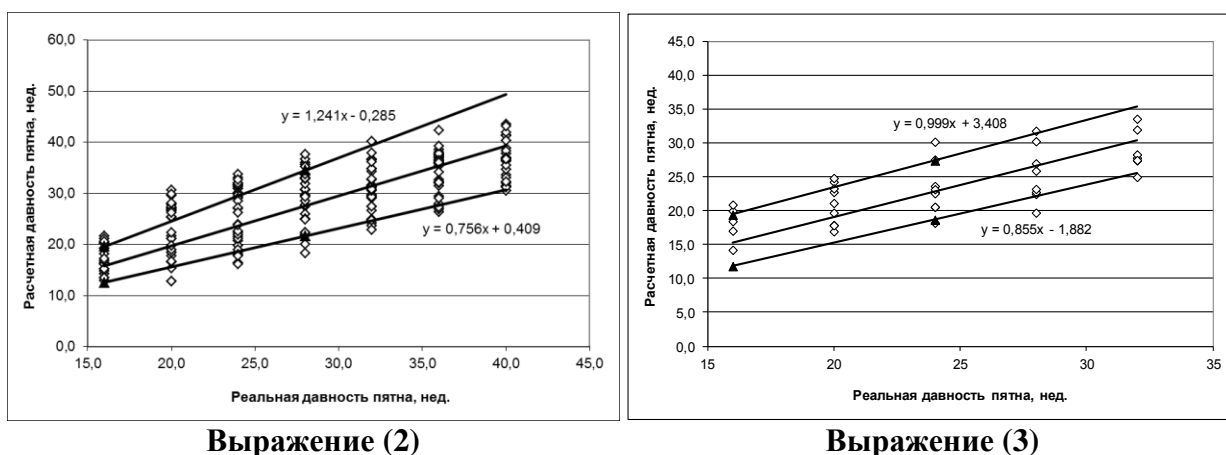 60,0
50,0
40,0
30,0
20,0
10,0
0,0
15,0 20,0 25,0 30,0 35,0 40,0 45,0
Расчетная давность пятна, нед.
Реальная давность пятна, нед.
y = 1,241x - 0,285
y = 0,756x + 0,409
Выражение (2)
45,0
40,0
35,0
30,0
25,0
20,0
15,0
10,0
5,0
0,0
15 20 25 30 35
Расчетная давность пятна, нед.
Реальная давность пятна, нед.
y = 0,999x + 3,408
y = 0,855x - 1,882
Выражение (3)